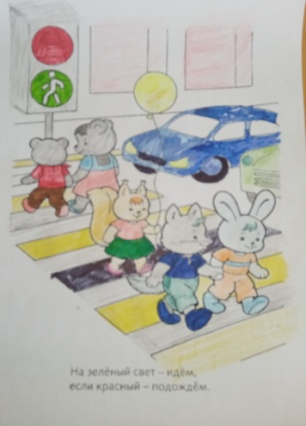 На зелёный свет – идём,
если красный – подождём.